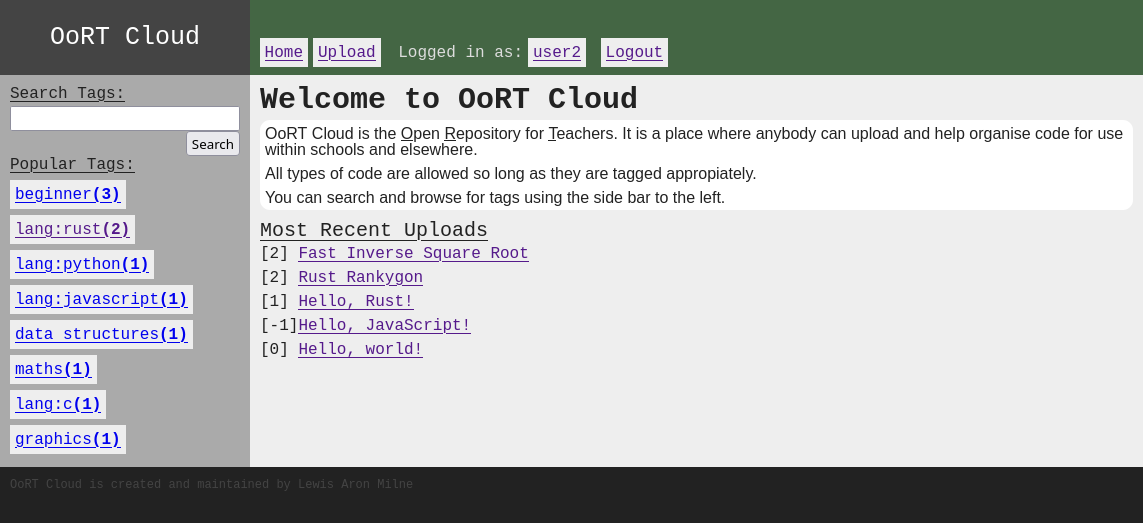 OoRT Cloud
Home Upload Logged in as: user2 Logout
Search Tags:
Search
Popular Tags:
beginner(3)
lang:rust(2)
lang:python(1)
lang:javascript(1)
data structures(1)
maths(1)
lang:c(1)
graphics(1)
Welcome to OoRT Cloud
OoRT Cloud is the Open Repository for Teachers. It is a place where anybody can upload and help organise code for use
within schools and elsewhere.
All types of code are allowed so long as they are tagged appropiately.
You can search and browse for tags using the side bar to the left.
Most Recent Uploads
[2] Fast Inverse Square Root
[2] Rust Rankygon
[1] Hello, Rust!
[-1]Hello, JavaScript!
[0] Hello, world!
OoRT Cloud is created and maintained by Lewis Aron Milne